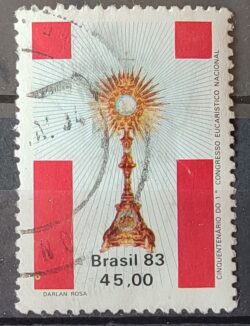 Brasil 83
45,00
DARLAN ROSA
CINQUENTENÁRIO DO 1º CONGRESSO EUCARÍSTICO NACIONAL